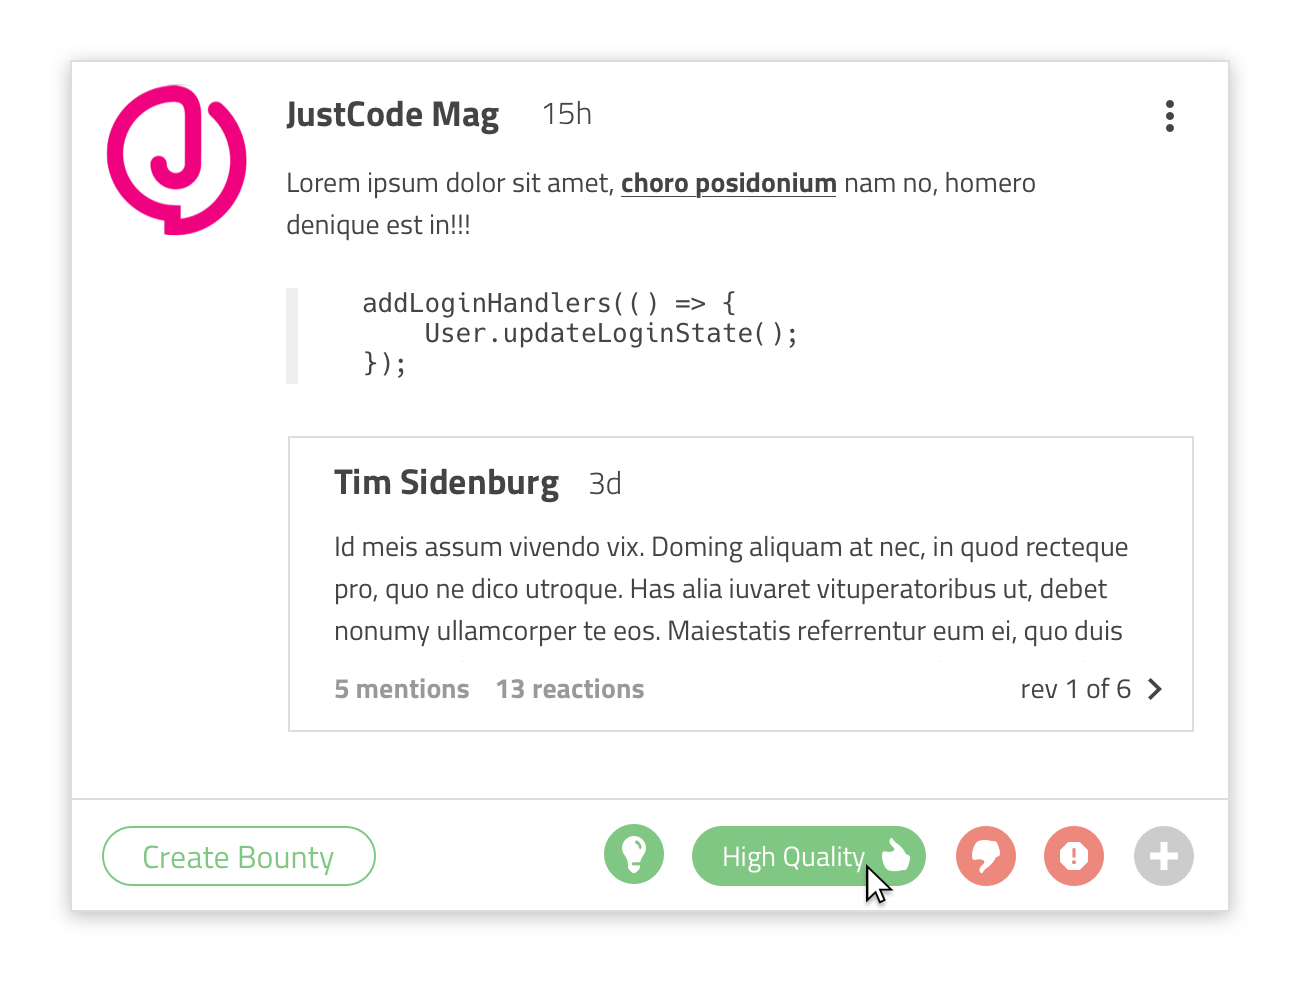 JustCode Mag 15h
Lorem ipsum dolor sit amet, choro posidonium nam no, homero
denique est in!!!
addLoginHandlers(() => {
    User.updateLoginState();
});
Tim Sidenburg 3d
Id meis assum vivendo vix. Doming aliquam at nec, in quod recteque
pro, quo ne dico utroque. Has alia iuvaret vituperatoribus ut, debet
nonumy ullamcorper te eos. Maiestatis referrentur eum ei, quo duis
5 mentions 13 reactions rev 1 of 6
Create Bounty High Quality